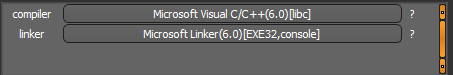 compiler Microsoft Visual C/C++(6.0)[libc] ?
linker Microsoft Linker(6.0)[EXE32,console] ?